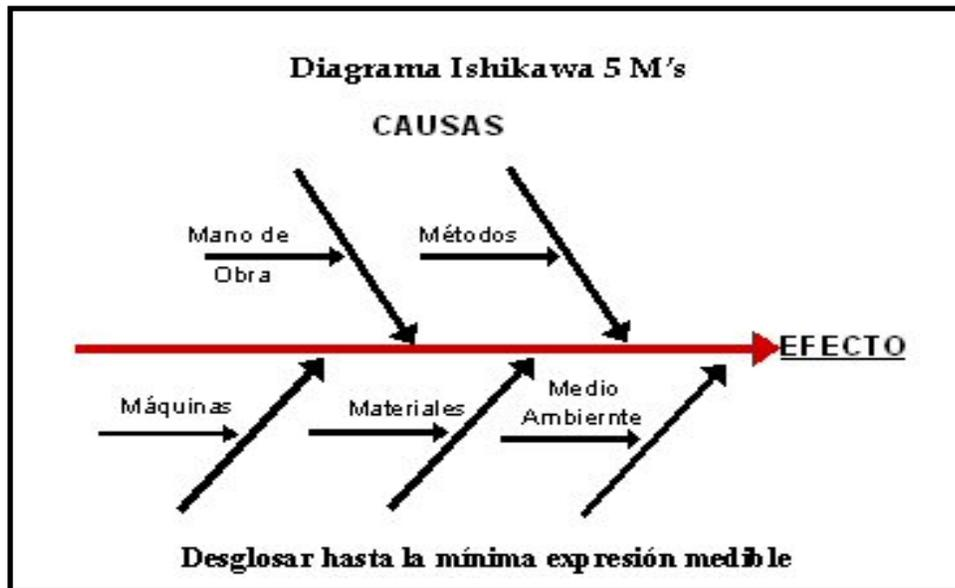 Diagrama Ishikawa 5 M's
CAUSAS
Mano de
Obra
Métodos
EFECTO
Máquinas
Materiales
Medio
Ambiernte
Desglosar hasta la mínima expresión medible